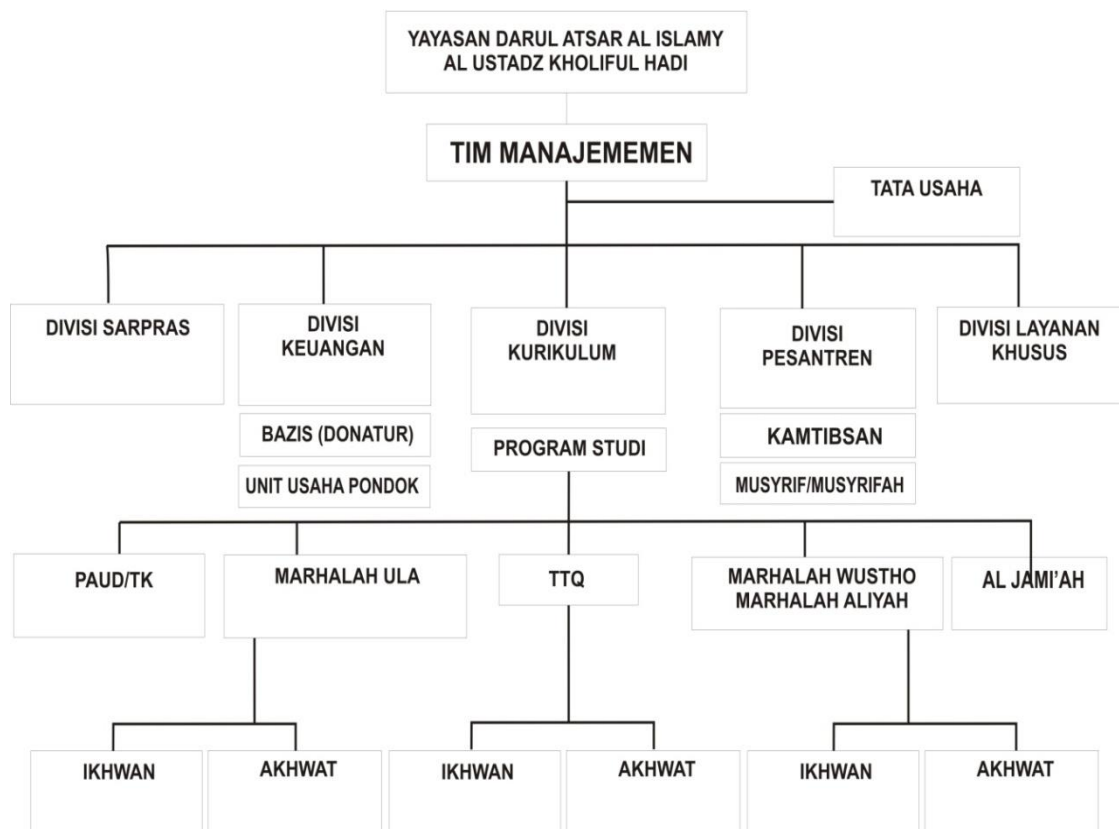 YAYASAN DARUL ATSAR AL ISLAMY
AL USTADZ KHOLIFUL HADI
TIM MANAJEMEMEN
TATA USAHA
DIVISI SARPRAS
DIVISI
KEUANGAN
DIVISI
KURIKULUM
DIVISI
PESANTREN
DIVISI LAYANAN
KHUSUS
BAZIS (DONATUR)
UNIT USAHA PONDOK
PROGRAM STUDI
KAMTIBSAN
MUSYRIF/MUSYRIFAH
PAUD/TK
MARHALAH ULA
TTQ
MARHALAH WUSTHO
MARHALAH ALIYAH
AL JAMI’AH
IKHWAN
AKHWAT
IKHWAN
AKHWAT
IKHWAN
AKHWAT